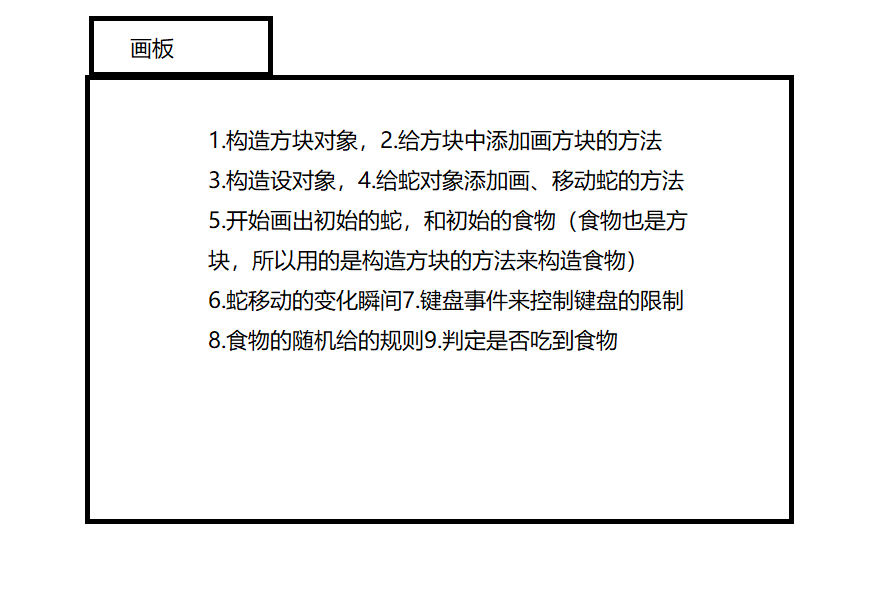 画板
1.构造方块对象，2.给方块中添加画方块的方法
3.构造设对象，4.给蛇对象添加画、移动蛇的方法
5.开始画出初始的蛇，和初始的食物（食物也是方
块，所以用的是构造方块的方法来构造食物）
6.蛇移动的变化瞬间7.键盘事件来控制键盘的限制
8.食物的随机给的规则9.判定是否吃到食物